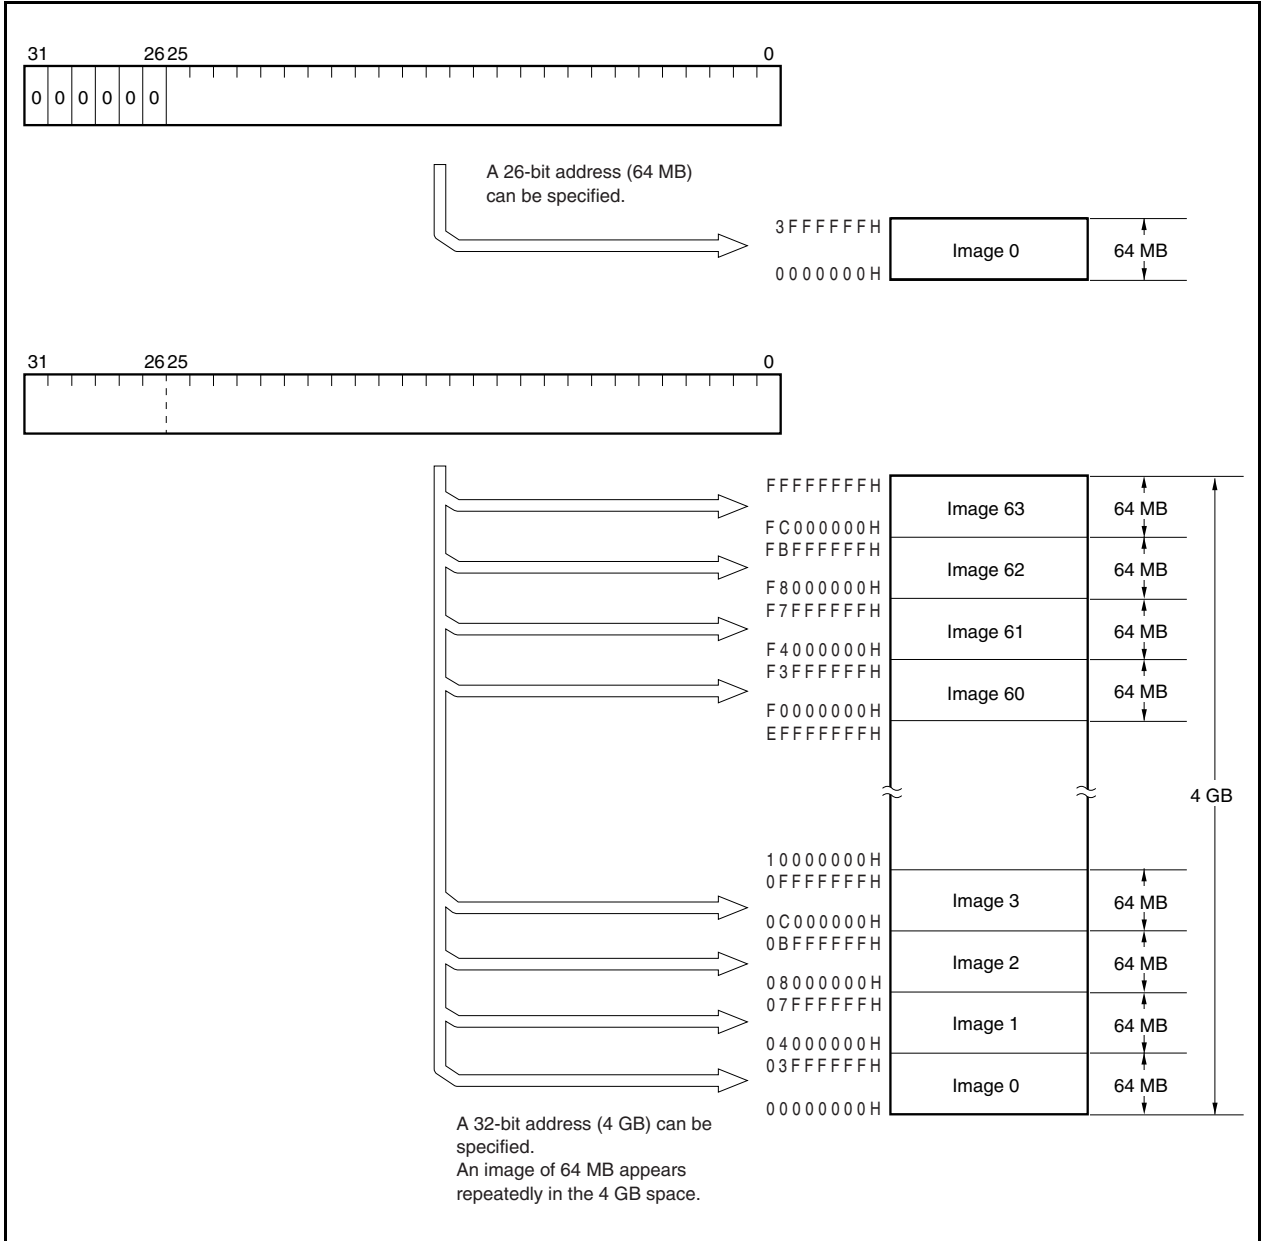 31 26 25 0
0 0 0 0 0 0
A 26-bit address (64 MB)
can be specified.
3FFFFFFH
Image 0
64 MB
0000000H
31 26 25 0
FFFFFFFFH
Image 63
64 MB
FC000000H
FBFFFFFFH
Image 62
64 MB
F8000000H
F7FFFFFFH
Image 61
64 MB
F4000000H
F3FFFFFFH
Image 60
64 MB
F0000000H
EFFFFFFFH
4 GB
10000000H
0FFFFFFFH
Image 3
64 MB
0C000000H
0BFFFFFFH
Image 2
64 MB
08000000H
07FFFFFFH
Image 1
64 MB
04000000H
03FFFFFFH
Image 0
64 MB
00000000H
A 32-bit address (4 GB) can be
specified.
An image of 64 MB appears
repeatedly in the 4 GB space.